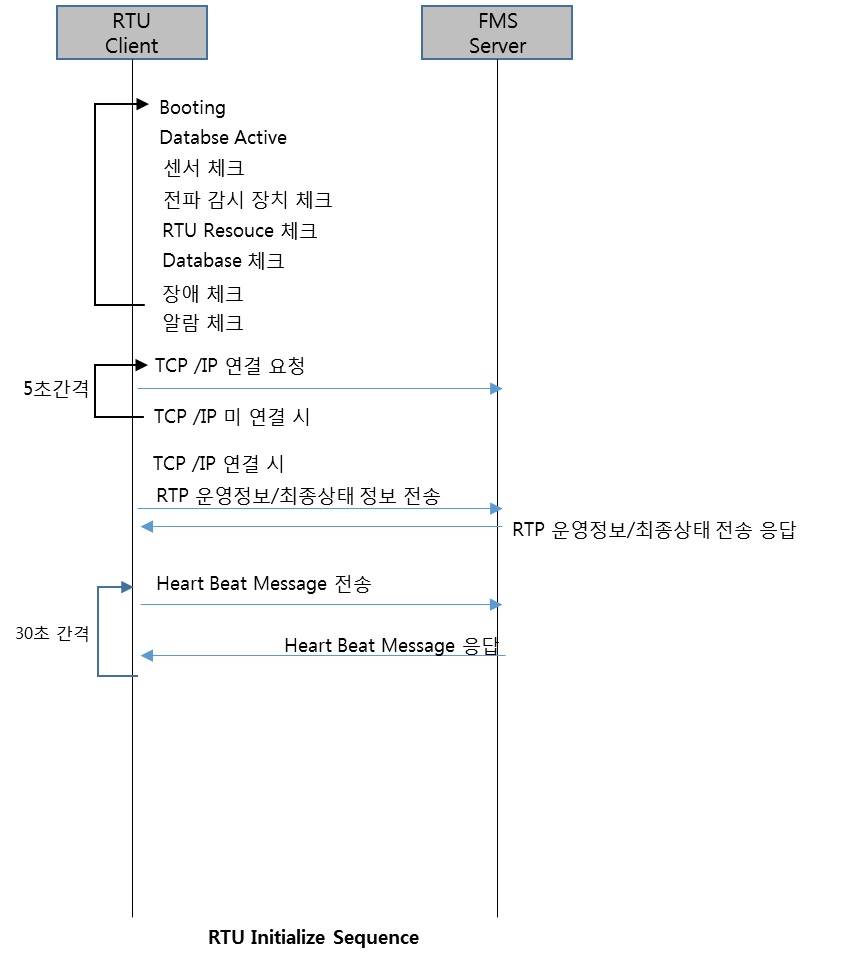 RTU
Client
FMS
Server
Booting
Databse Active
센서 체크
전파 감시 장치 체크
RTU Resouce 체크
Database 체크
장애 체크
알람 체크
TCP /IP 연결 요청
5초간격
TCP /IP 미 연결 시
TCP /IP 연결 시
RTP 운영정보/최종상태 정보 전송
RTP 운영정보/최종상태 전송 응답
Heart Beat Message 전송
30초 간격
Heart Beat Message 응답
RTU Initialize Sequence